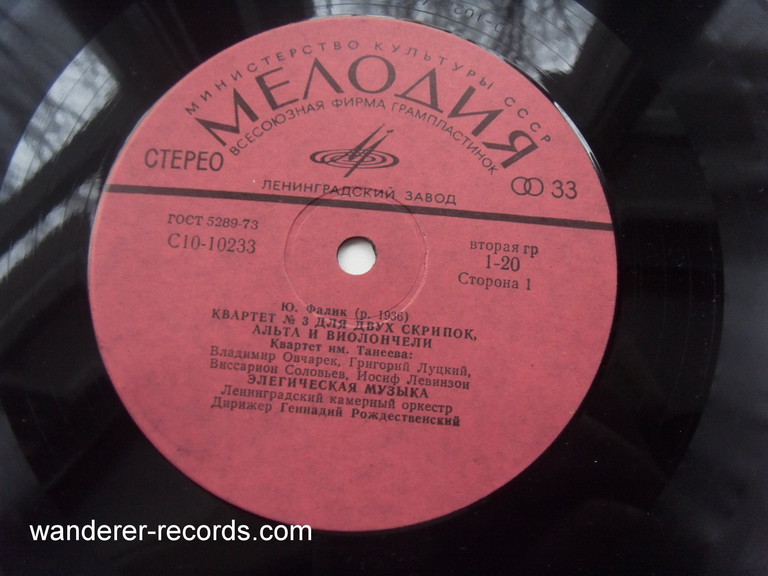 МИНИСТЕРСТВО КУЛЬТУРЫ СССР
МЕЛОДИЯ
ВСЕСОЮЗНАЯ ФИРМА ГРАМПЛАСТИНОК
СТЕРЕО
33
ЛЕНИНГРАДСКИЙ ЗАВОД
ГОСТ 5289-73
С10-10233
вторая гр
1-20
Сторона 1
Ю. Фалик (р. 1936)
КВАРТЕТ № 3 ДЛЯ ДВУХ СКРИПОК,
АЛЬТА И ВИОЛОНЧЕЛИ
Квартет им. Танеева:
Владимир Овчарек, Григорий Луцкий,
Виссарион Соловьев, Иосиф Левинзон
ЭЛЕГИЧЕСКАЯ МУЗЫКА
Ленинградский камерный оркестр
Дирижер Геннадий Рождественский
wanderer-records.com